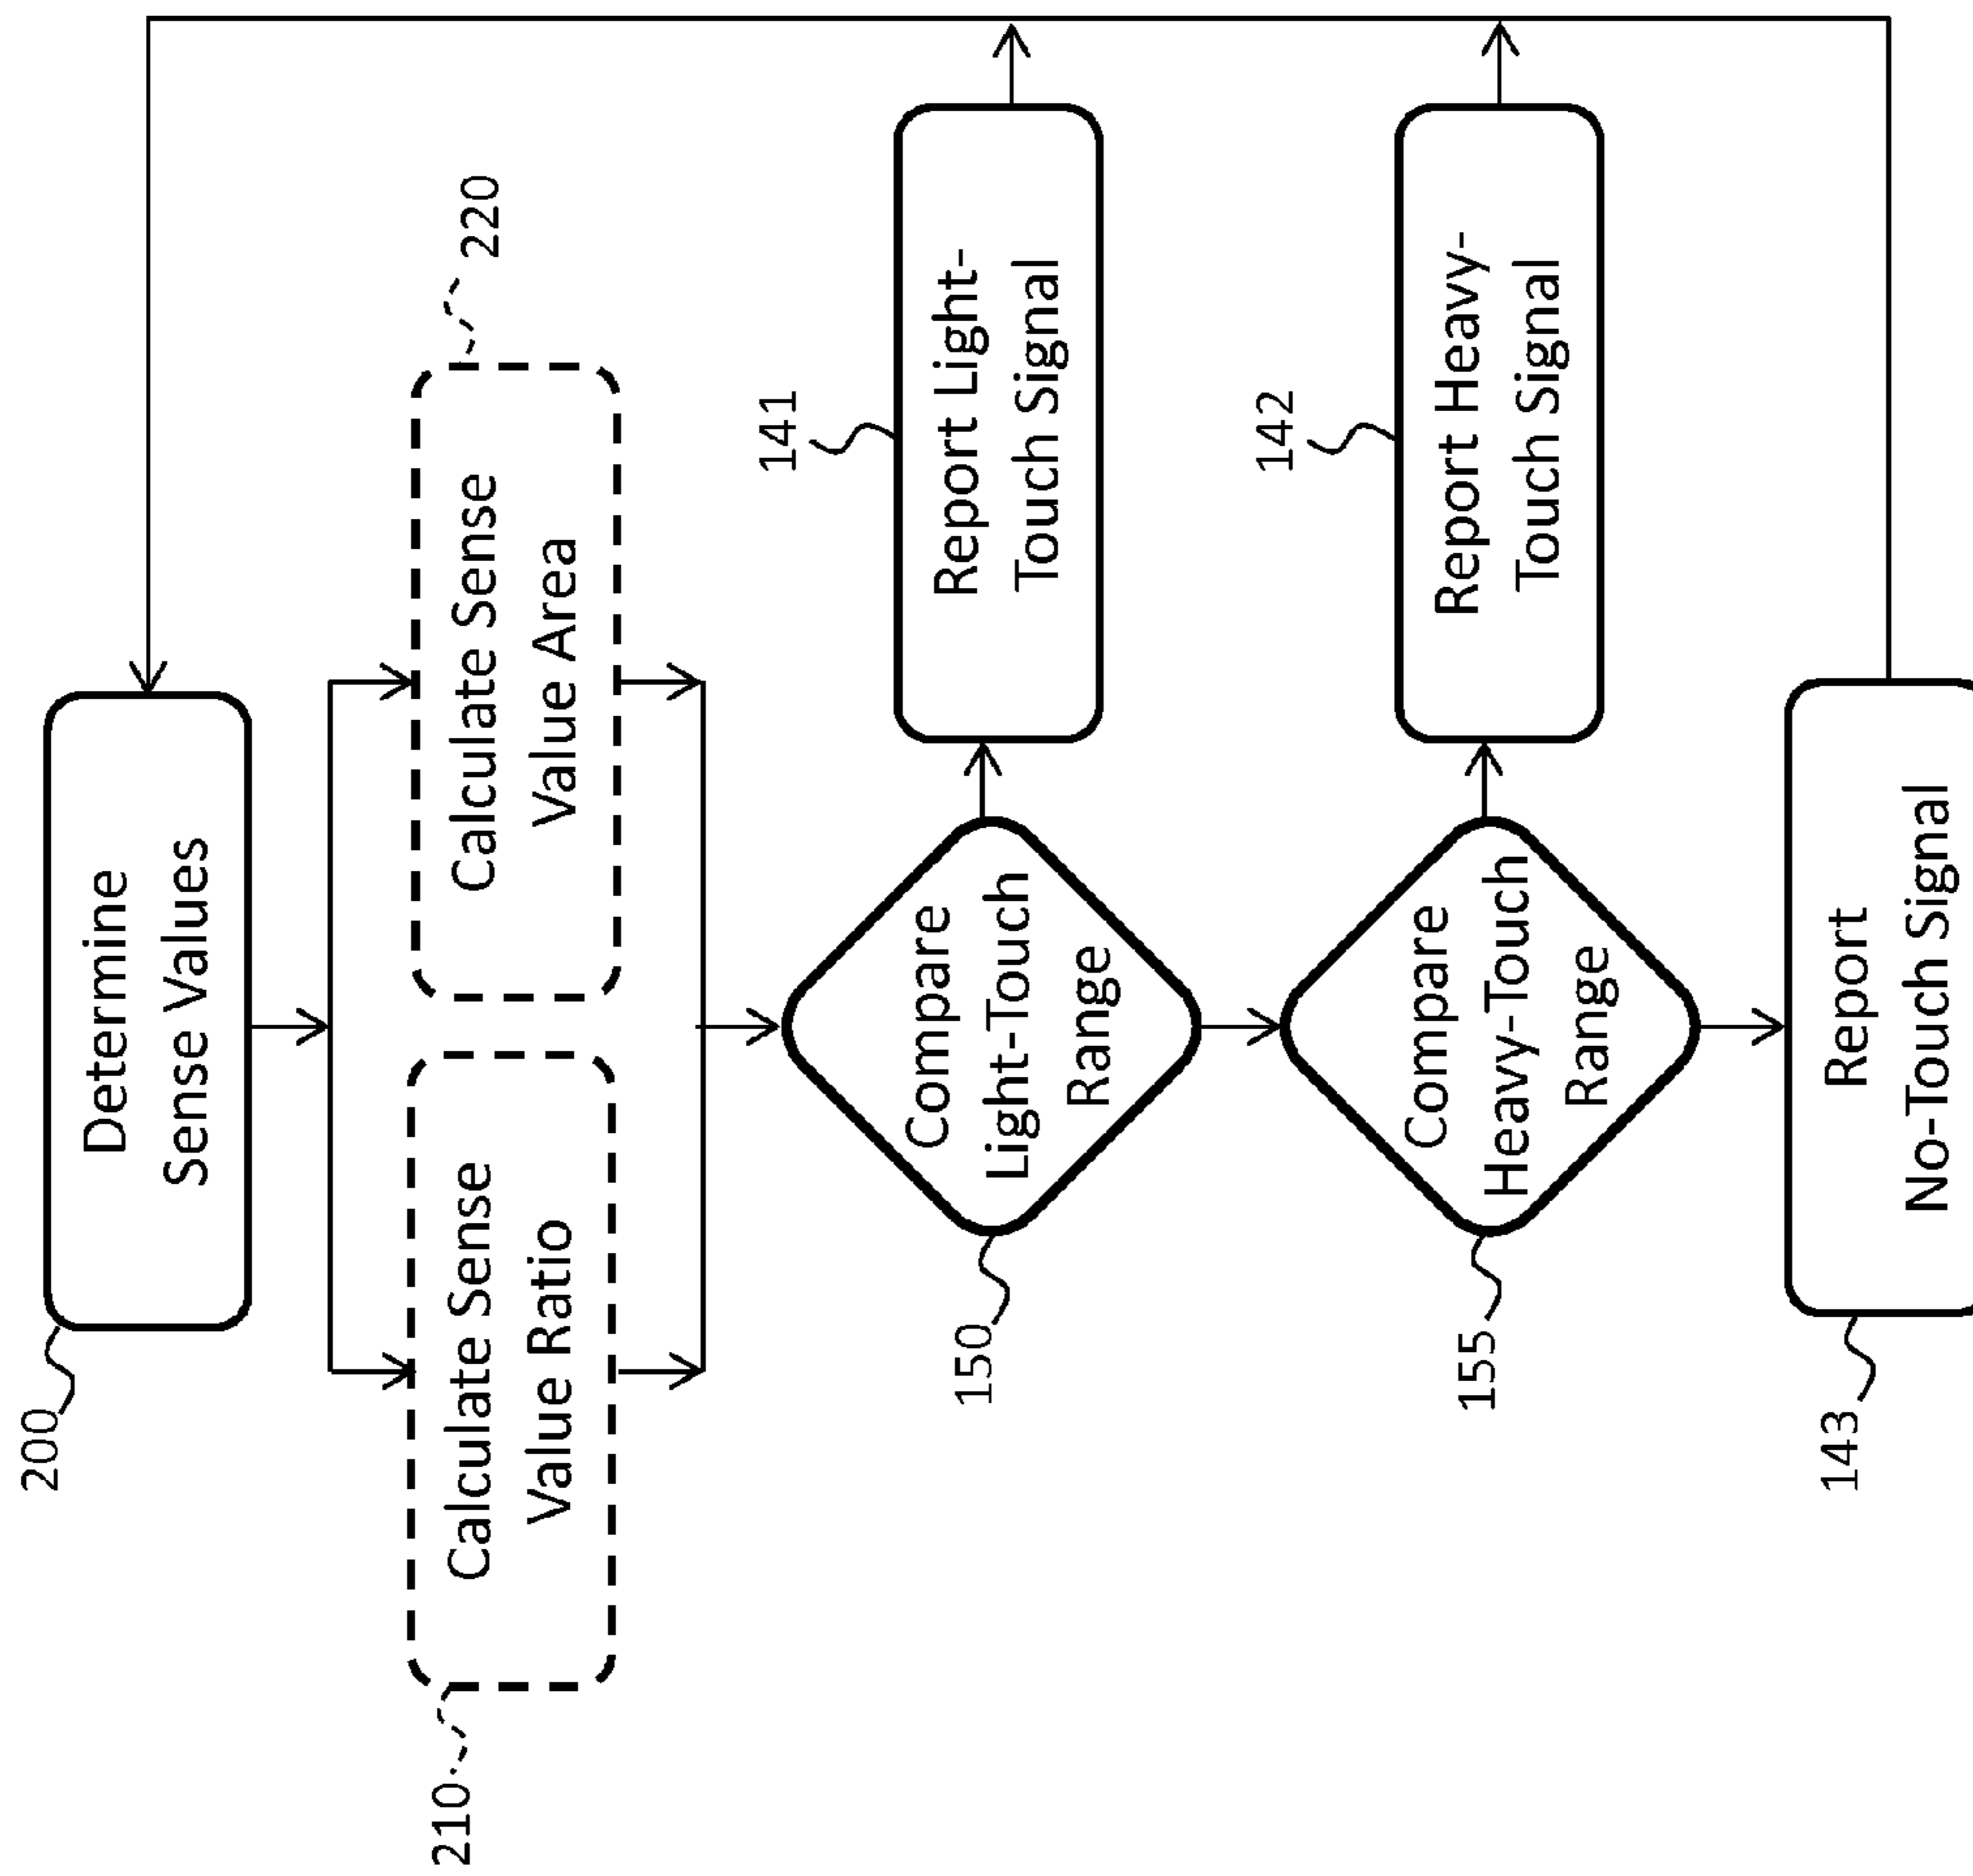 200
Determine
Sense Values
210
Calculate Sense
Value Ratio
Calculate Sense
Value Area
220
150
Compare
Light-Touch
Range
141
Report Light-
Touch Signal
155
Compare
Heavy-Touch
Range
142
Report Heavy-
Touch Signal
143
Report
No-Touch Signal